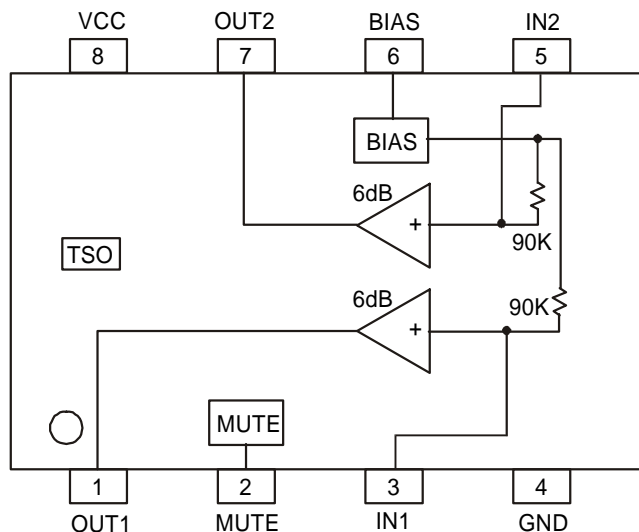 VCC OUT2 BIAS IN2
8 7 6 5
BIAS
6dB
+
90K
TSO
6dB
90K
+
MUTE
1 2 3 4
OUT1 MUTE IN1 GND